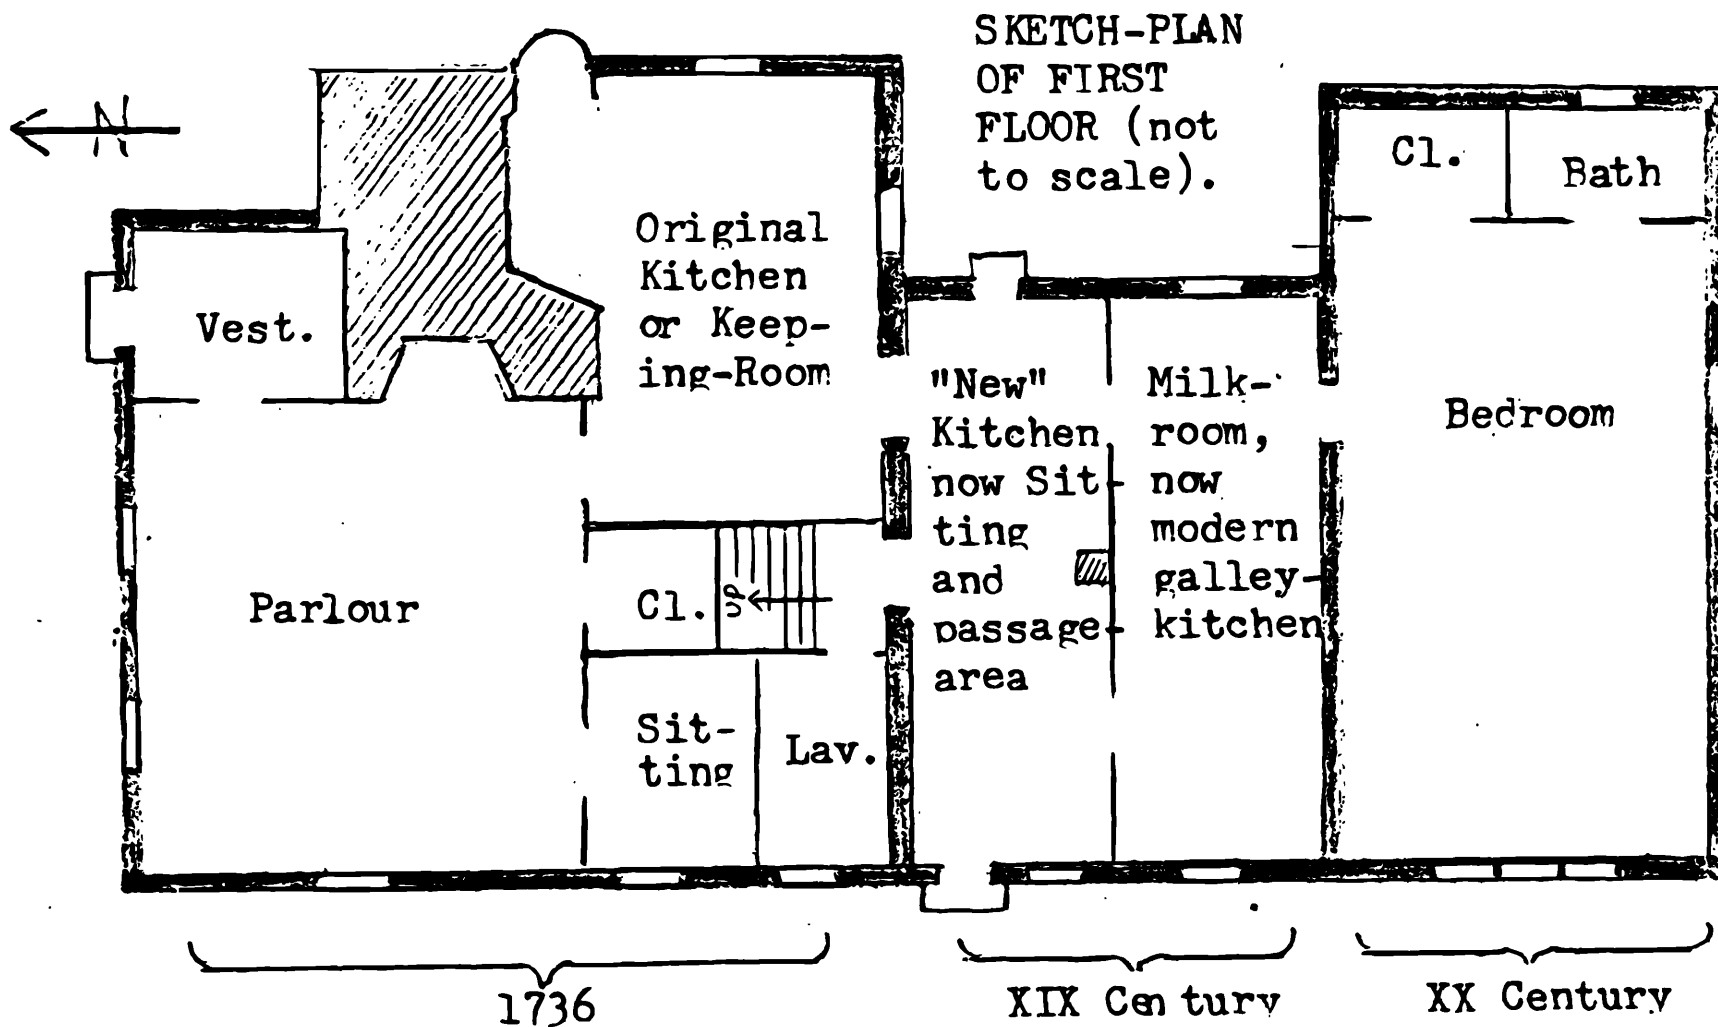 SKETCH-PLAN
OF FIRST
FLOOR (not
to scale).
N
Cl.
Bath
Original
Kitchen
or Keep-
ing-Room
Vest.
"New"
Kitchen,
now Sit-
ting
and
passage-
area
Milk-
room,
now
modern
galley-
kitchen
Bedroom
Parlour
Cl.
UP
Sit-
ting
Lav.
1736
XIX Century
XX Century